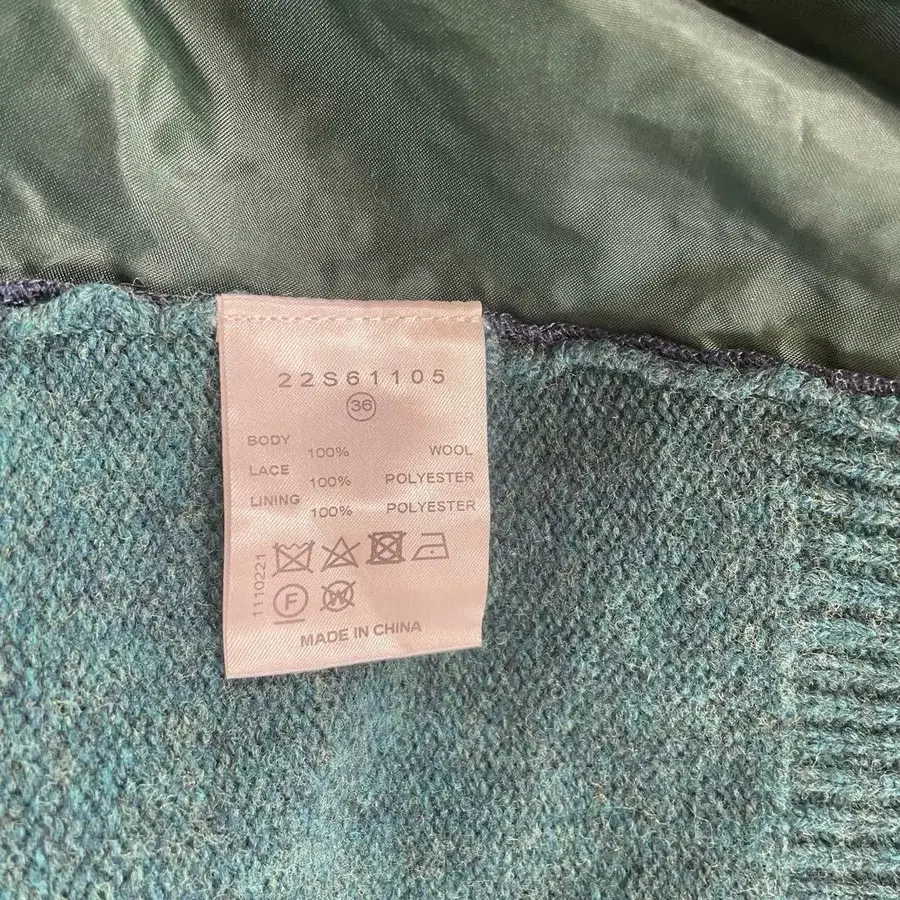 22S61105
36
BODY 100% WOOL
LACE 100% POLYESTER
LINING 100% POLYESTER
1110221
F W
MADE IN CHINA